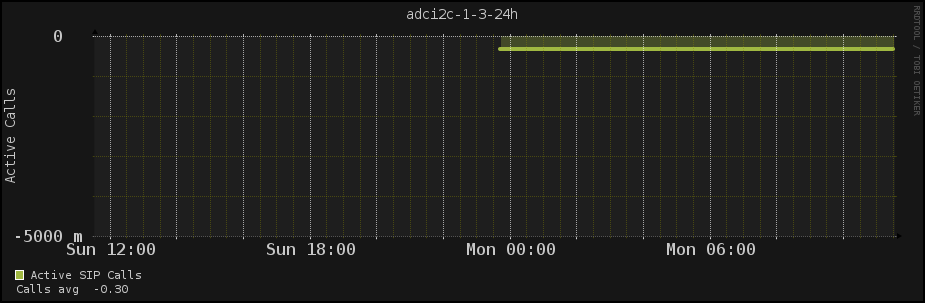 adci2c-1-3-24h
RRDTOOL / TOBI OETIKER
Active Calls
0
-5000 m
Sun 12:00 Sun 18:00 Mon 00:00 Mon 06:00
Active SIP Calls
Calls avg -0.30